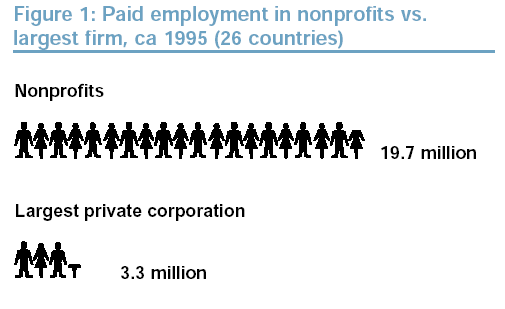 Figure 1: Paid employment in nonprofits vs.
largest firm, ca 1995 (26 countries)
Nonprofits
19.7 million
Largest private corporation
3.3 million